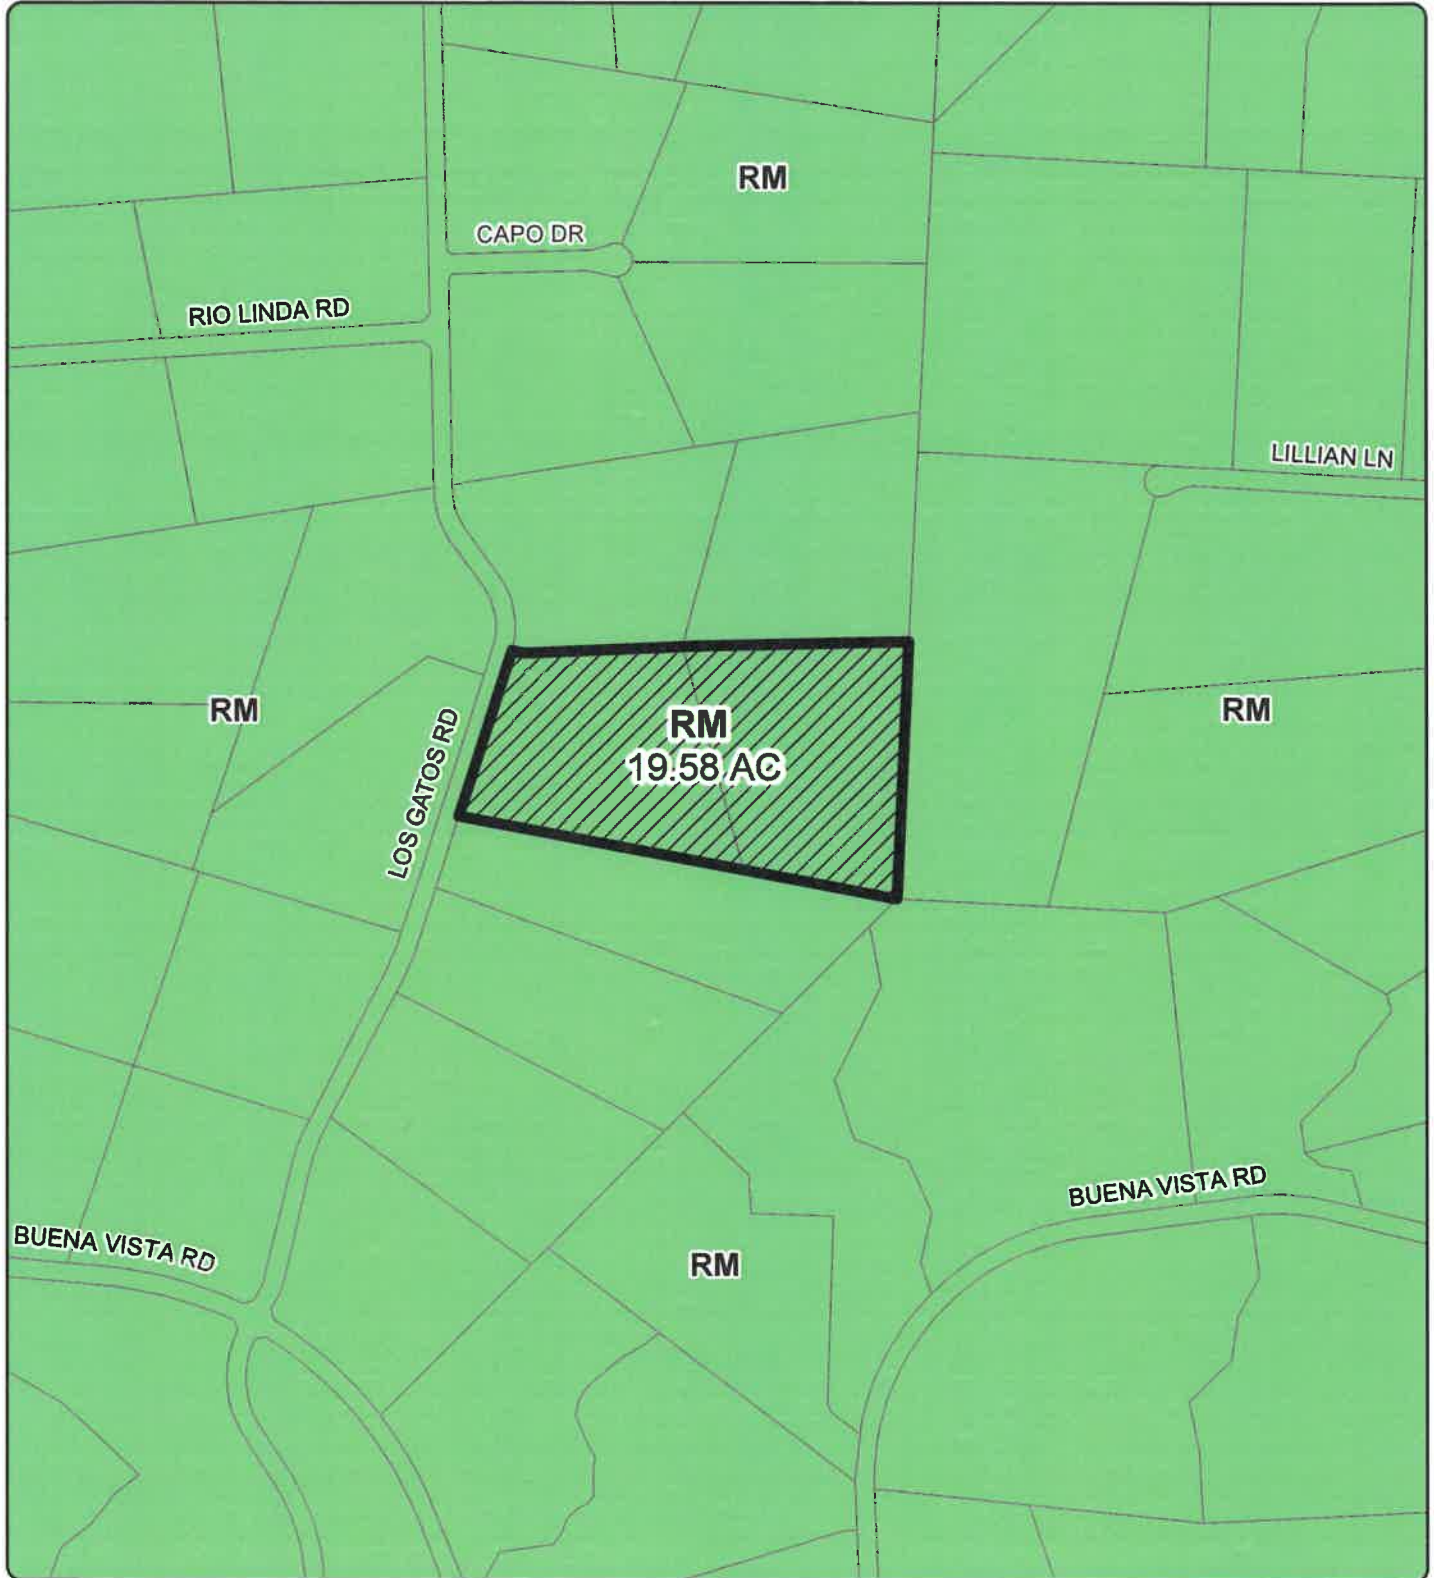 RM
CAPO DR
RIO LINDA RD
LILLIAN LN
RM
LOS GATOS RD
RM
19.58 AC
RM
BUENA VISTA RD
BUENA VISTA RD
RM